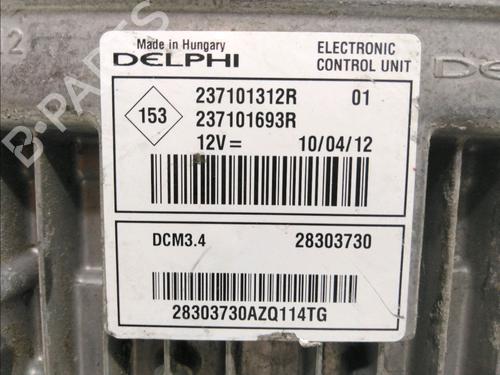 Made in Hungary
DELPHI
ELECTRONIC
CONTROL UNIT
153
237101312R 01
237101693R
12V= 10/04/12
DCM3.4 28303730
28303730AZQ114TG
B-PARTS